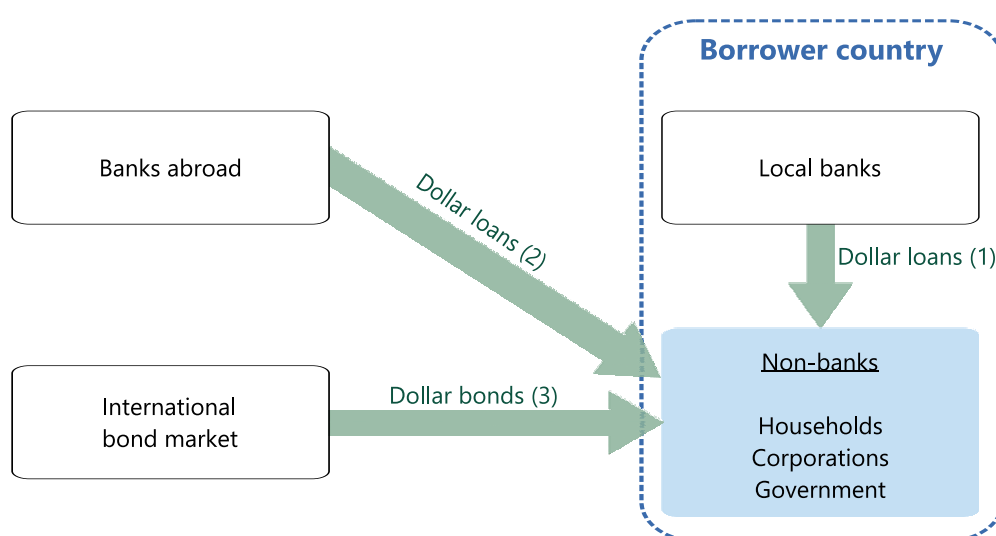 Borrower country
Banks abroad
Local banks
Dollar loans (2)
Dollar loans (1)
International
bond market
Dollar bonds (3)
Non-banks
Households
Corporations
Government